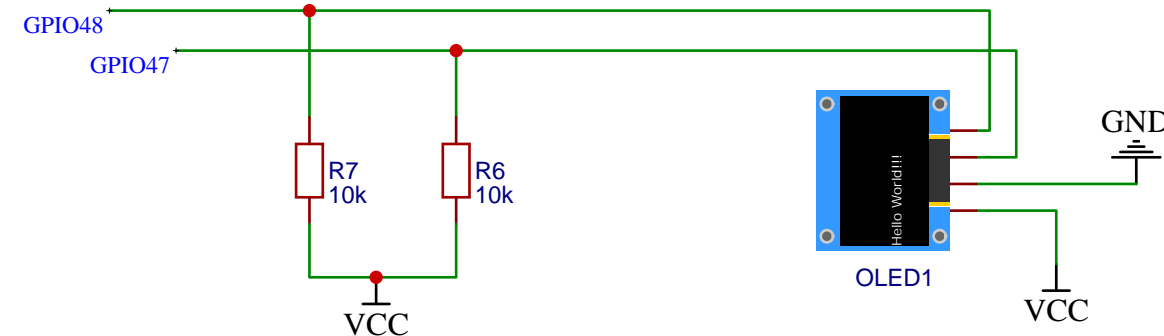 GPIO48
GPIO47
GND
R7
10k
R6
10k
Hello World!!!
OLED1
VCC
VCC